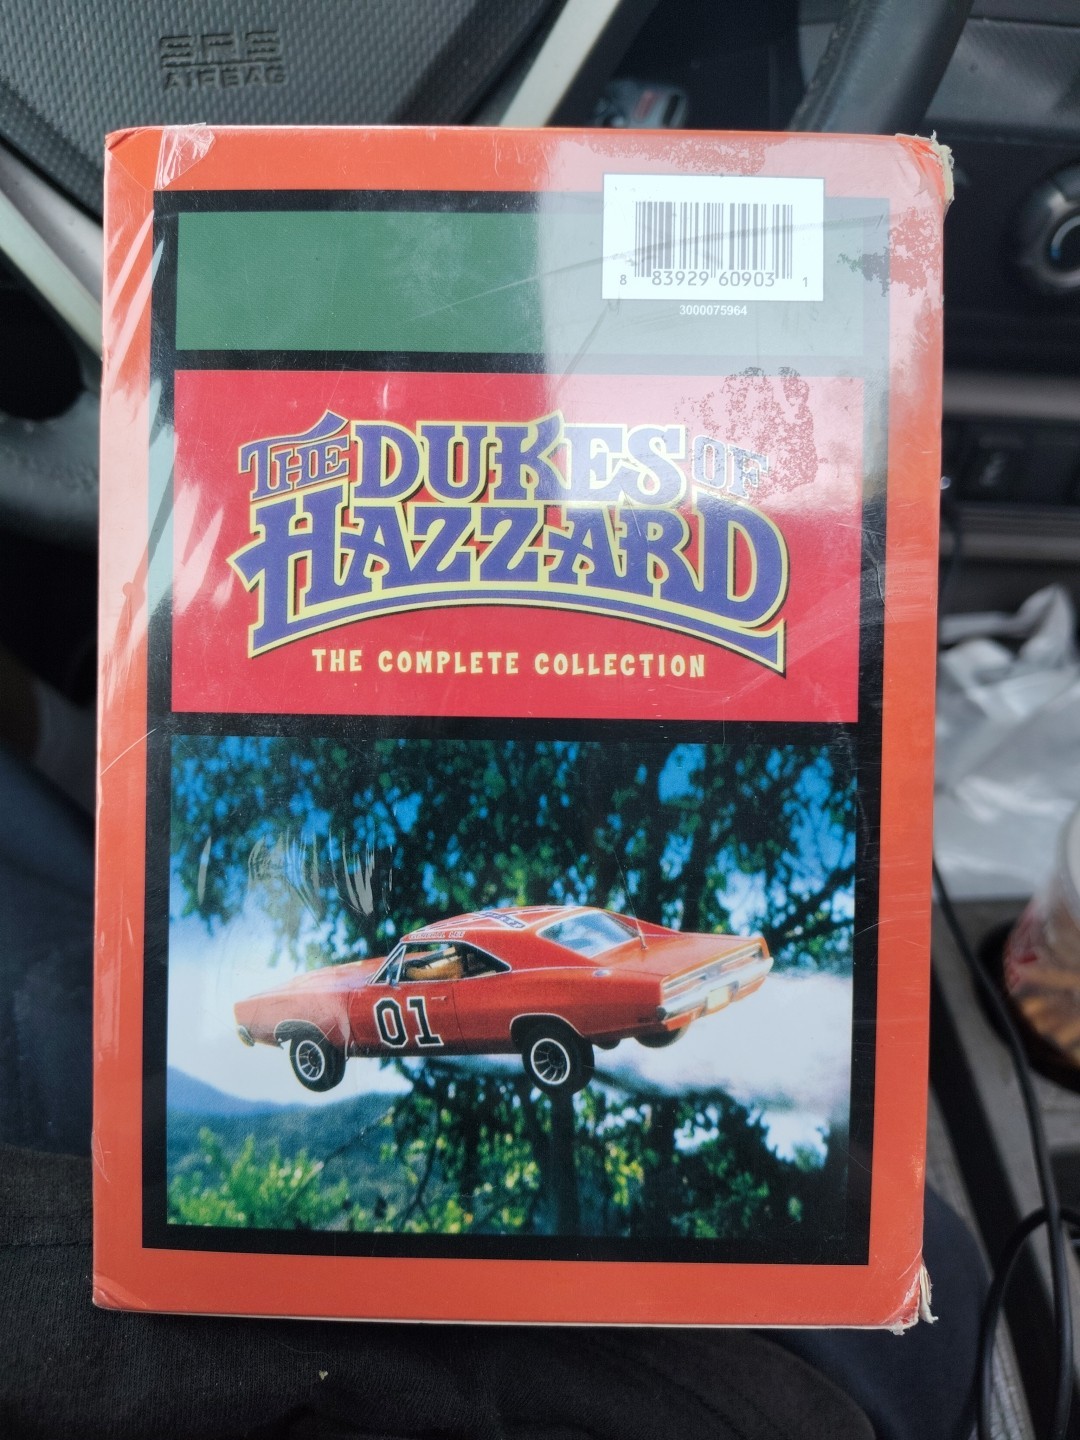 SRS
AIRBAG
8 83929 60903 1
3000075964
THE DUKES OF
HAZZARD
THE COMPLETE COLLECTION
01